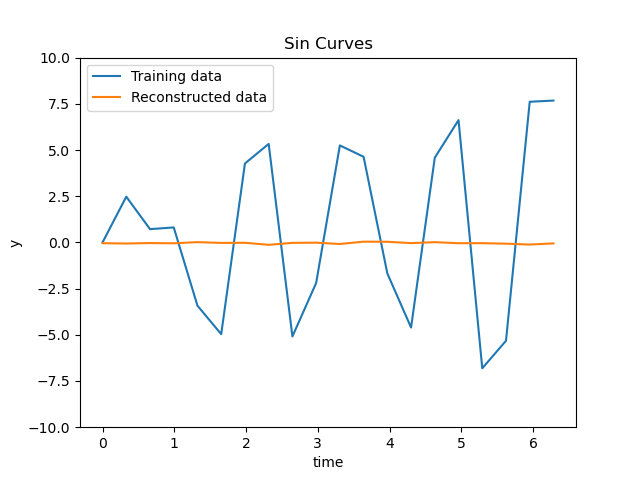 Sin Curves
Training data
Reconstructed data
10.0
7.5
5.0
2.5
0.0
−2.5
−5.0
−7.5
−10.0
y
0 1 2 3 4 5 6
time